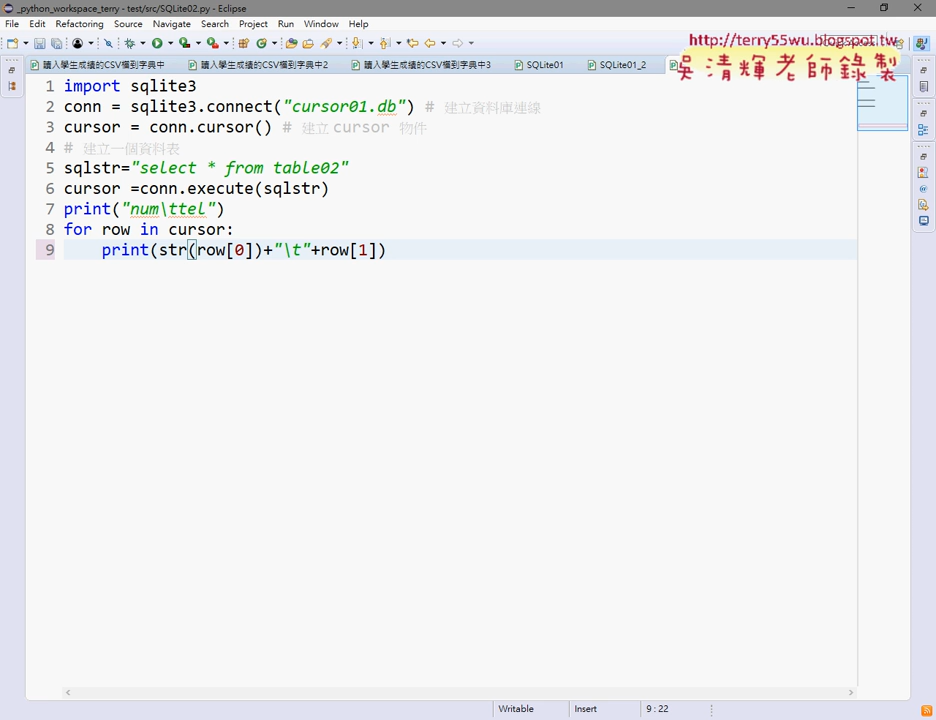 _python_workspace_terry - test/src/SQLite02.py - Eclipse
File Edit Refactoring Source Navigate Search Project Run Window Help
http://terry55wu.blogspot.tw
吳清輝老師錄製
讀入學生成績的CSV檔到字典中 讀入學生成績的CSV檔到字典中2 讀入學生成績的CSV檔到字典中3 SQLite01 SQLite01_2
1 import sqlite3
2 conn = sqlite3.connect("cursor01.db") # 建立資料庫連線
3 cursor = conn.cursor() # 建立 cursor 物件
4 # 建立一個資料表
5 sqlstr="select * from table02"
6 cursor =conn.execute(sqlstr)
7 print("num\ttel")
8 for row in cursor:
9 print(str(row[0])+"\t"+row[1])
Writable Insert 9 : 22